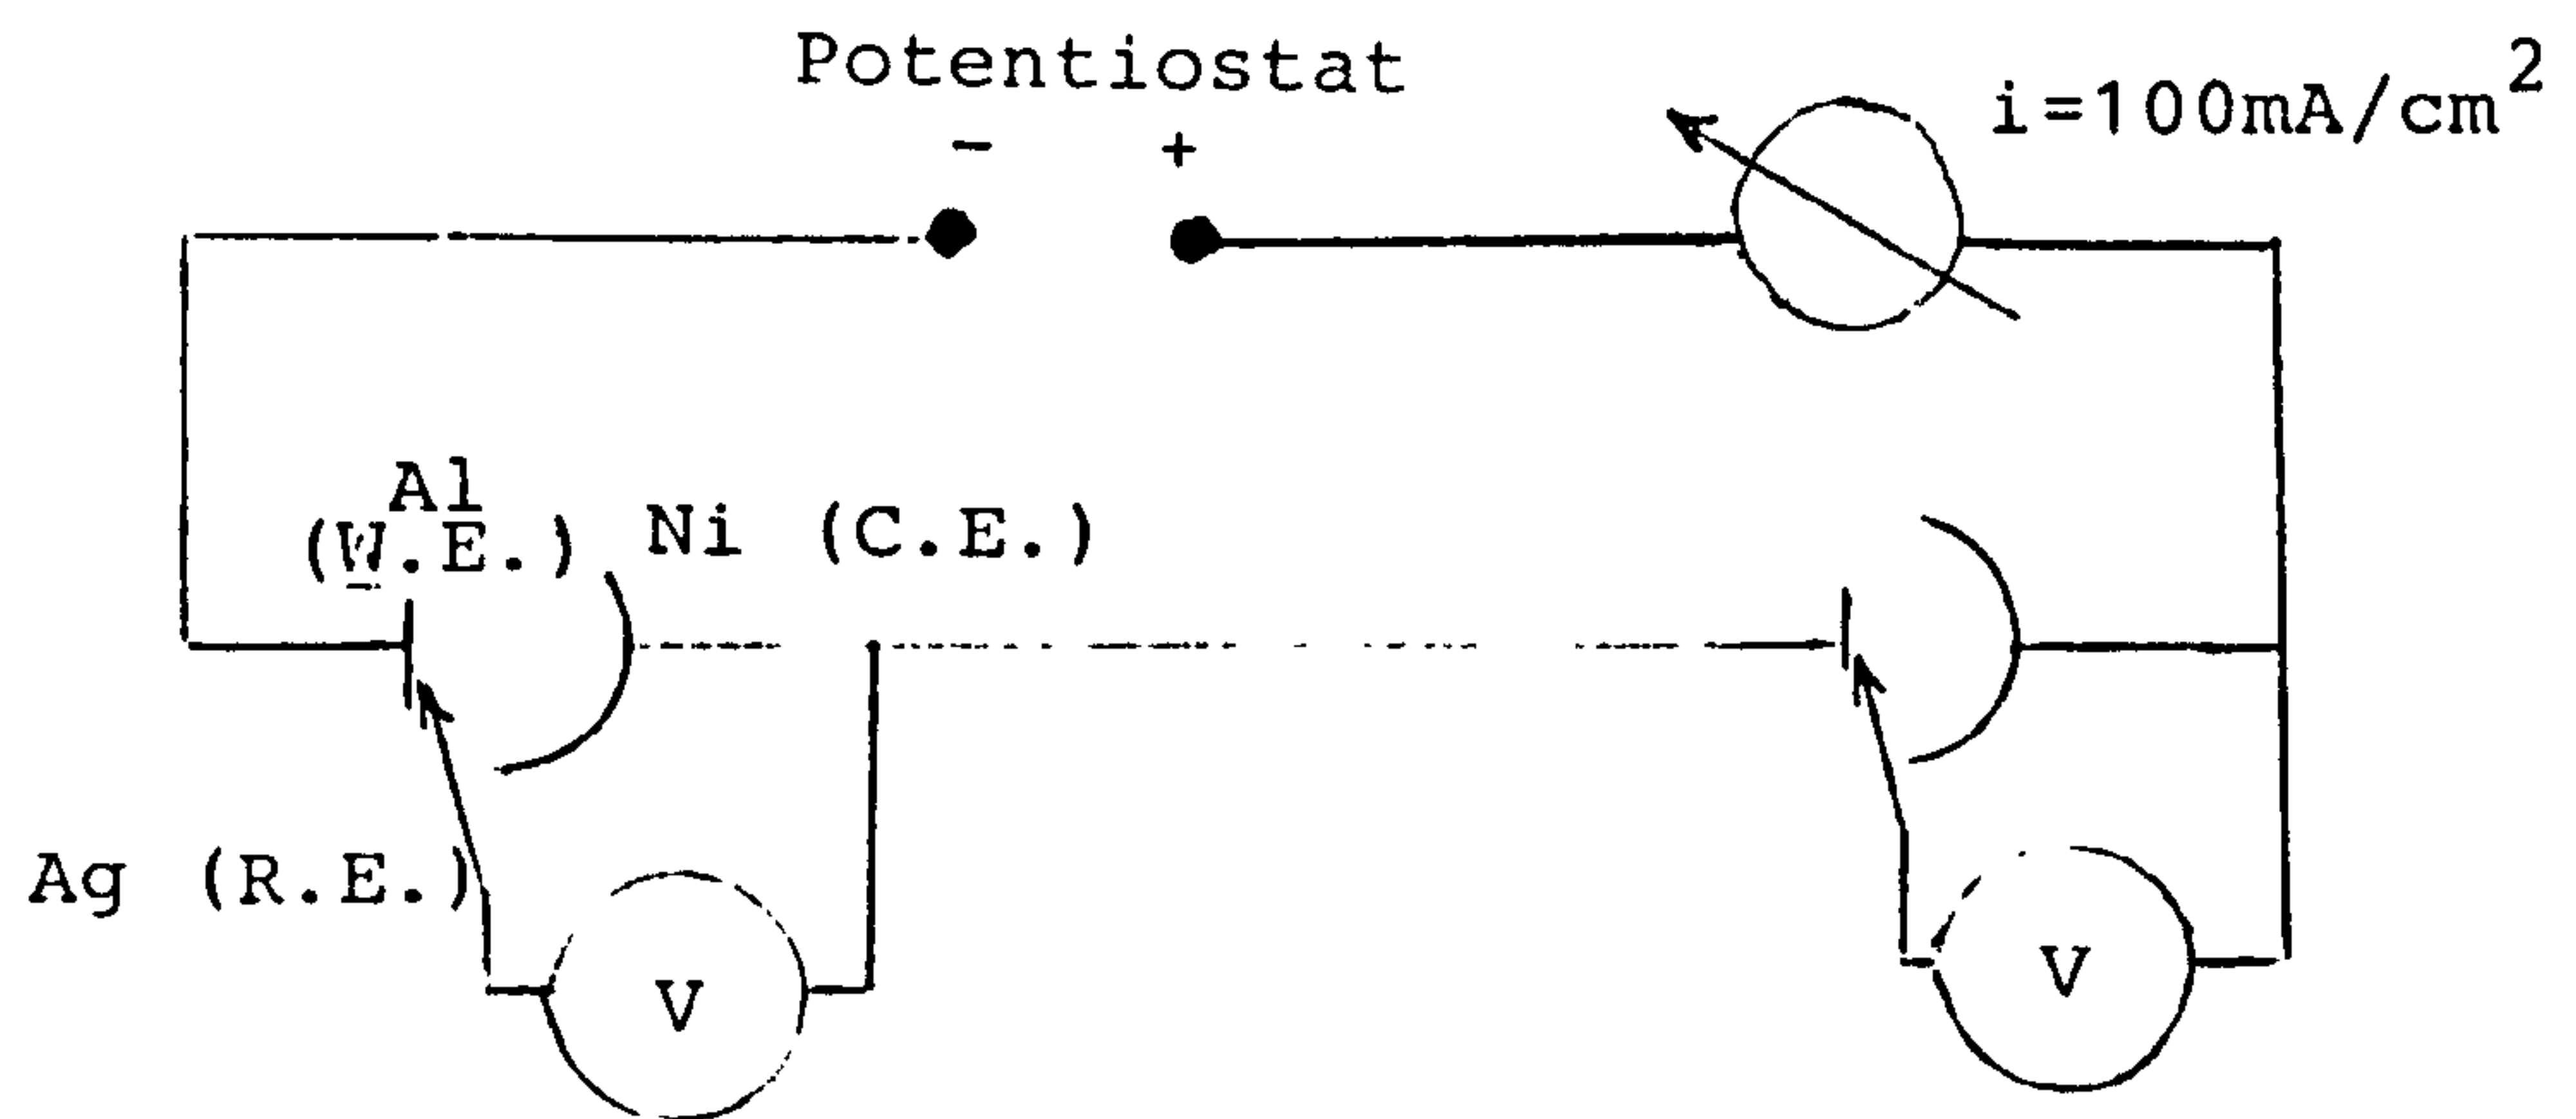 Potentiostat
- +
i=100mA/cm²
Al
(W.E.)
Ni (C.E.)
Ag (R.E.)
V
V